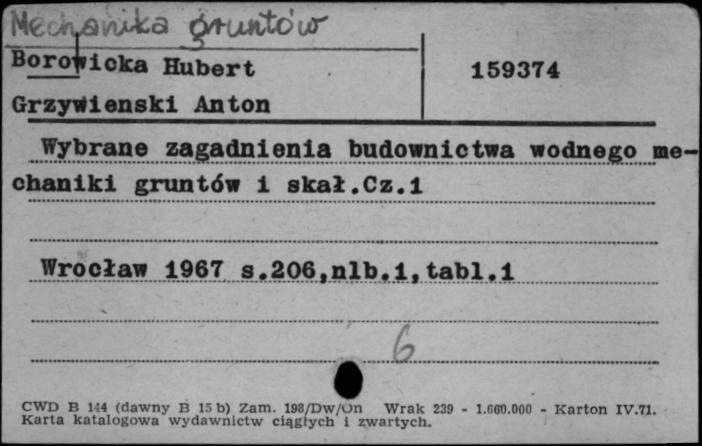 Mechanika gruntów
Borowicka Hubert 159374
Grzywienski Anton
Wybrane zagadnienia budownictwa wodnego me-
chaniki gruntów i skał.Cz.1
Wrocław 1967 s.206,nlb.1,tabl.1
6
CWD B 144 (dawny B 15 b) Zam. 198/Dw/On Wrak 239 - 1.660.000 - Karton IV.71.
Karta katalogowa wydawnictw ciągłych i zwartych.